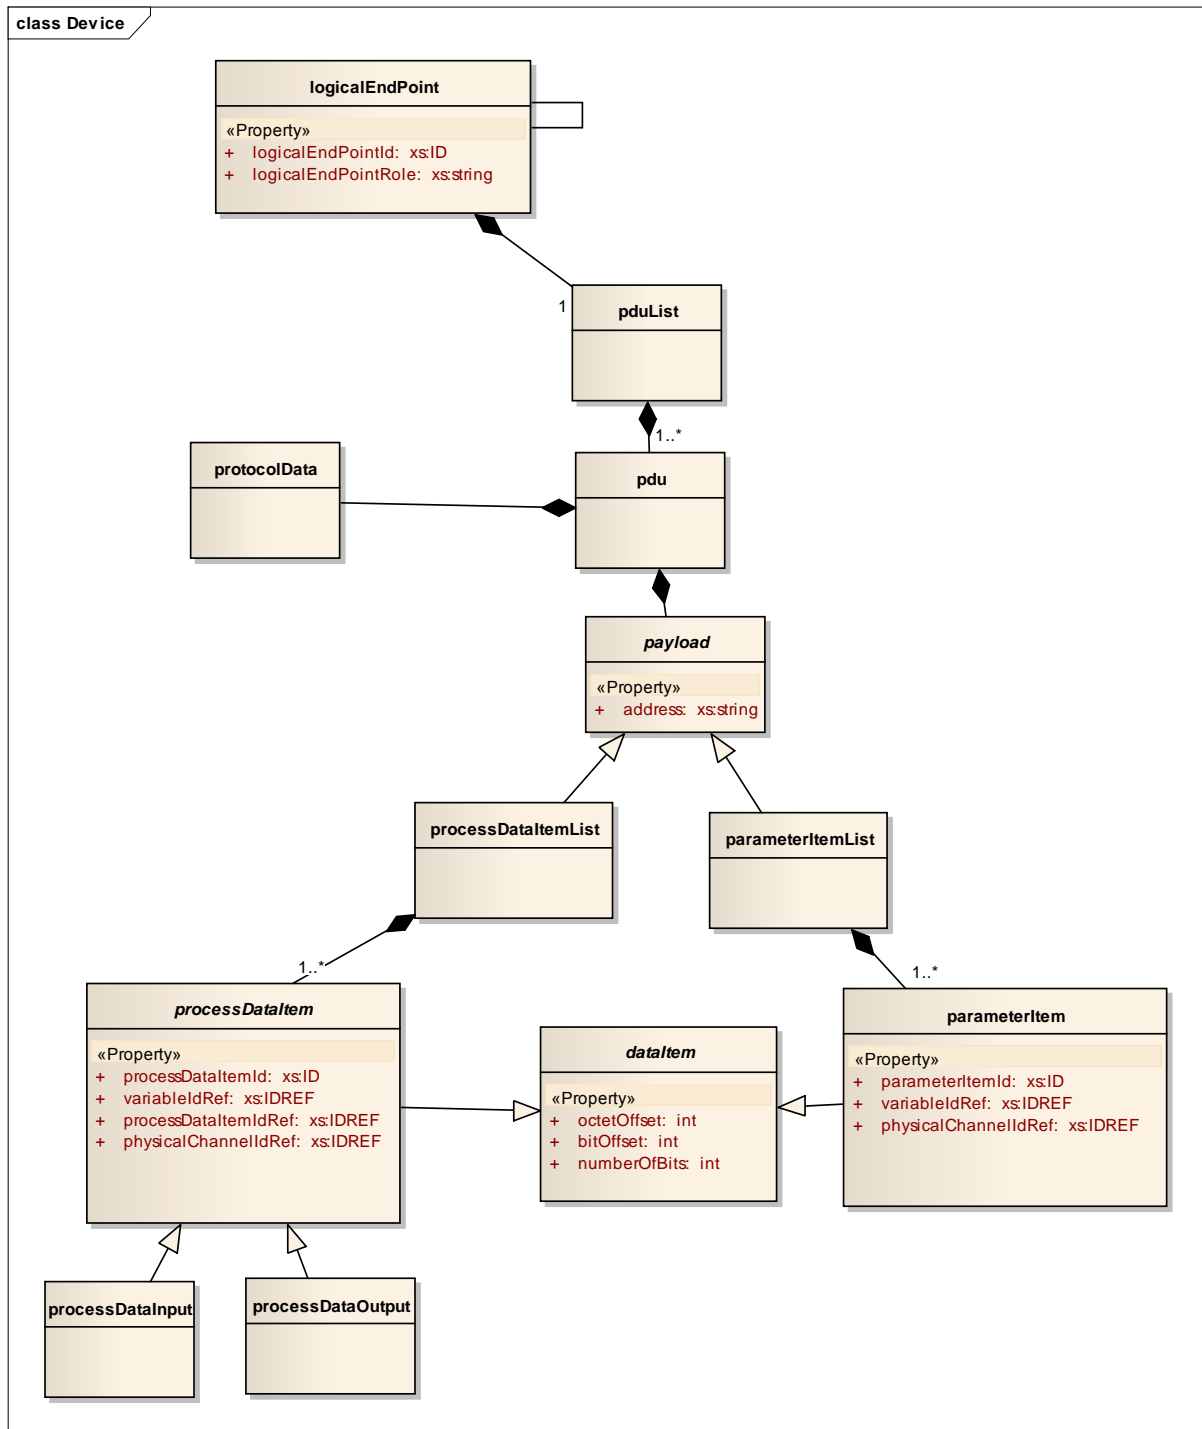 class Device
logicalEndPoint
«Property»
+ logicalEndPointId: xs:ID
+ logicalEndPointRole: xs:string
1
pduList
1..*
protocolData
pdu
payload
«Property»
+ address: xs:string
processDataItemList
parameterItemList
1..*
1..*
processDataItem
«Property»
+ processDataItemId: xs:ID
+ variableIdRef: xs:IDREF
+ processDataItemIdRef: xs:IDREF
+ physicalChannelIdRef: xs:IDREF
dataItem
«Property»
+ octetOffset: int
+ bitOffset: int
+ numberOfBits: int
parameterItem
«Property»
+ parameterItemId: xs:ID
+ variableIdRef: xs:IDREF
+ physicalChannelIdRef: xs:IDREF
processDataInput
processDataOutput